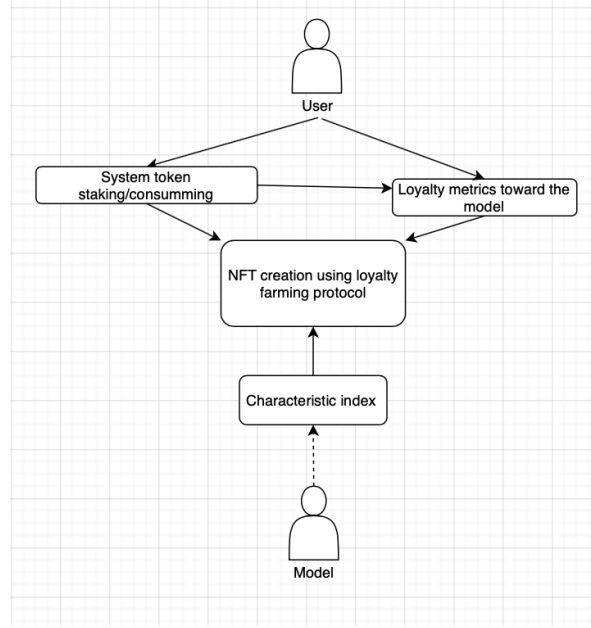 User
System token
staking/consumming
Loyalty metrics toward the
model
NFT creation using loyalty
farming protocol
Characteristic index
Model